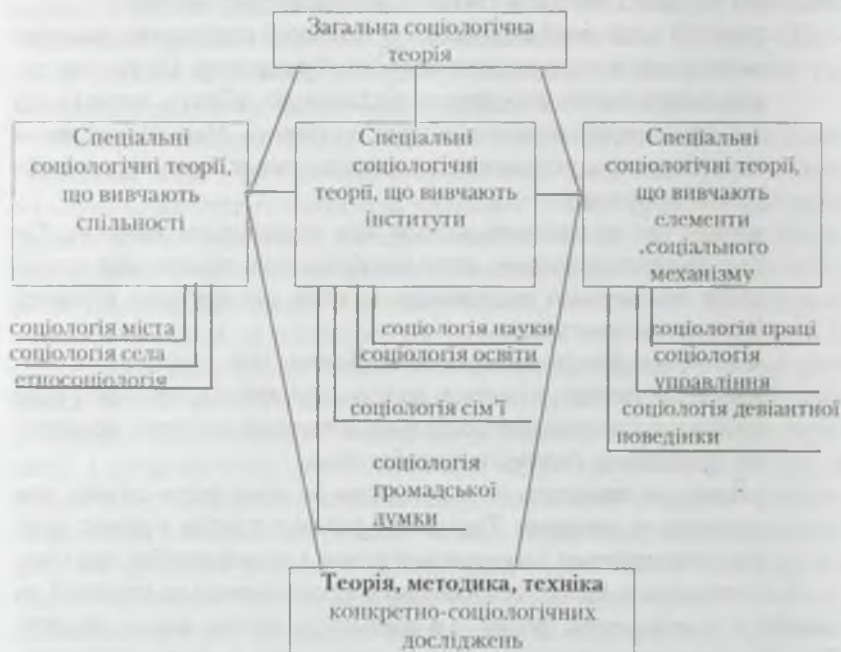 Загальна соціологічна
теорія
Спеціальні
соціологічні теорії,
що вивчають
спільності
Спеціальні
соціологічні
теорії, що вивчають
інститути
Спеціальні
соціологічні теорії,
що вивчають
елементи
.соціального
механізму
соціологія міста
соціологія села
етносоціологія
соціологія науки
соціологія освіти
соціологія сім'ї
соціологія
громадської
думки
соціологія праці
соціологія
управління
соціологія девіантної
поведінки
Теорія, методика, техніка
конкретно-соціологічних
досліджень